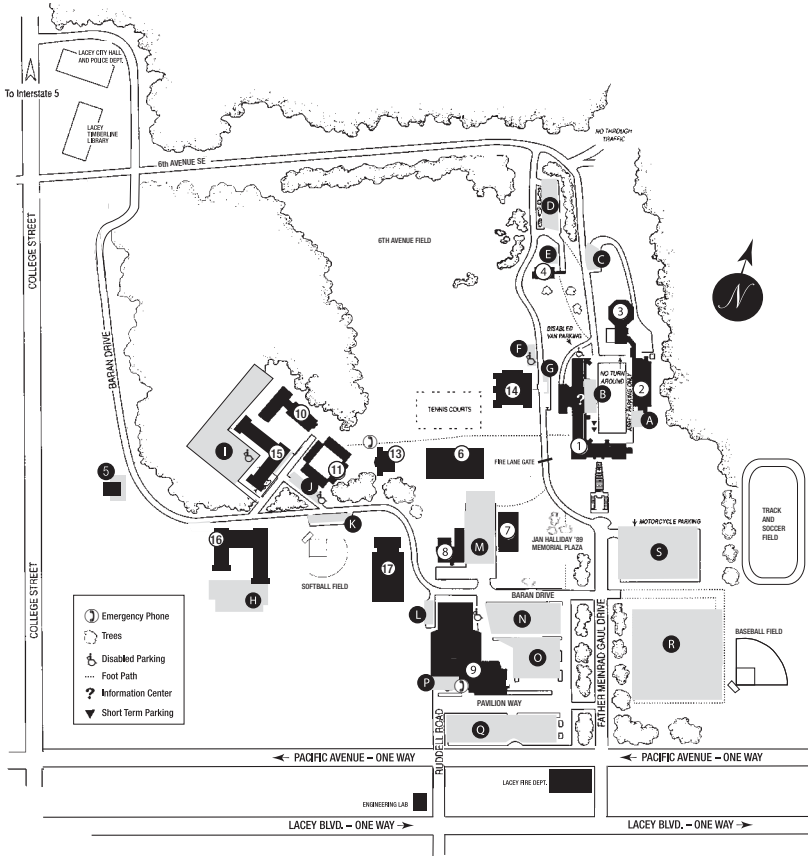 LACEY CITY HALL
AND POLICE DEPT.
To Interstate 5
LACEY
TIMBERLINE
LIBRARY
NO THROUGH
TRAFFIC
6th AVENUE SE
COLLEGE STREET
D
6TH AVENUE FIELD
E
4
C
N
3
BARAN DRIVE
DISABLED
VAN PARKING
F
G
NO TURN
AROUND
14
?
B
2
A
TENNIS COURTS
10
I
15
13
6
1
11
FIRE LANE GATE
5
J
K
MOTORCYCLE PARKING
TRACK
AND
SOCCER
FIELD
16
8
M
7
JAN HALLIDAY '89
MEMORIAL PLAZA
S
17
SOFTBALL FIELD
H
BARAN DRIVE
COLLEGE STREET
Emergency Phone
Trees
Disabled Parking
Foot Path
? Information Center
Short Term Parking
L
N
FATHER MEINRAD GAUL DRIVE
R
BASEBALL FIELD
O
9
P
PAVILION WAY
RUDDELL ROAD
Q
PACIFIC AVENUE – ONE WAY
PACIFIC AVENUE – ONE WAY
LACEY FIRE DEPT.
ENGINEERING LAB
LACEY BLVD. – ONE WAY
LACEY BLVD. – ONE WAY